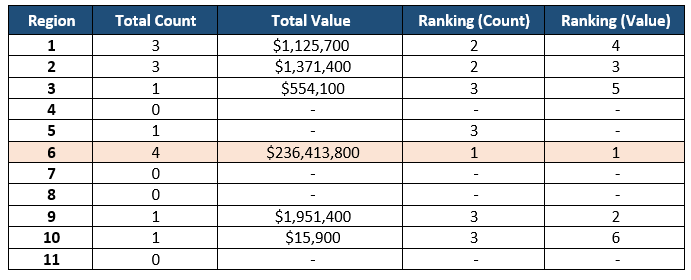 Region Total Count Total Value Ranking (Count) Ranking (Value)
1 3 $1,125,700 2 4
2 3 $1,371,400 2 3
3 1 $554,100 3 5
4 0 - - -
5 1 - 3 -
6 4 $236,413,800 1 1
7 0 - - -
8 0 - - -
9 1 $1,951,400 3 2
10 1 $15,900 3 6
11 0 - - -